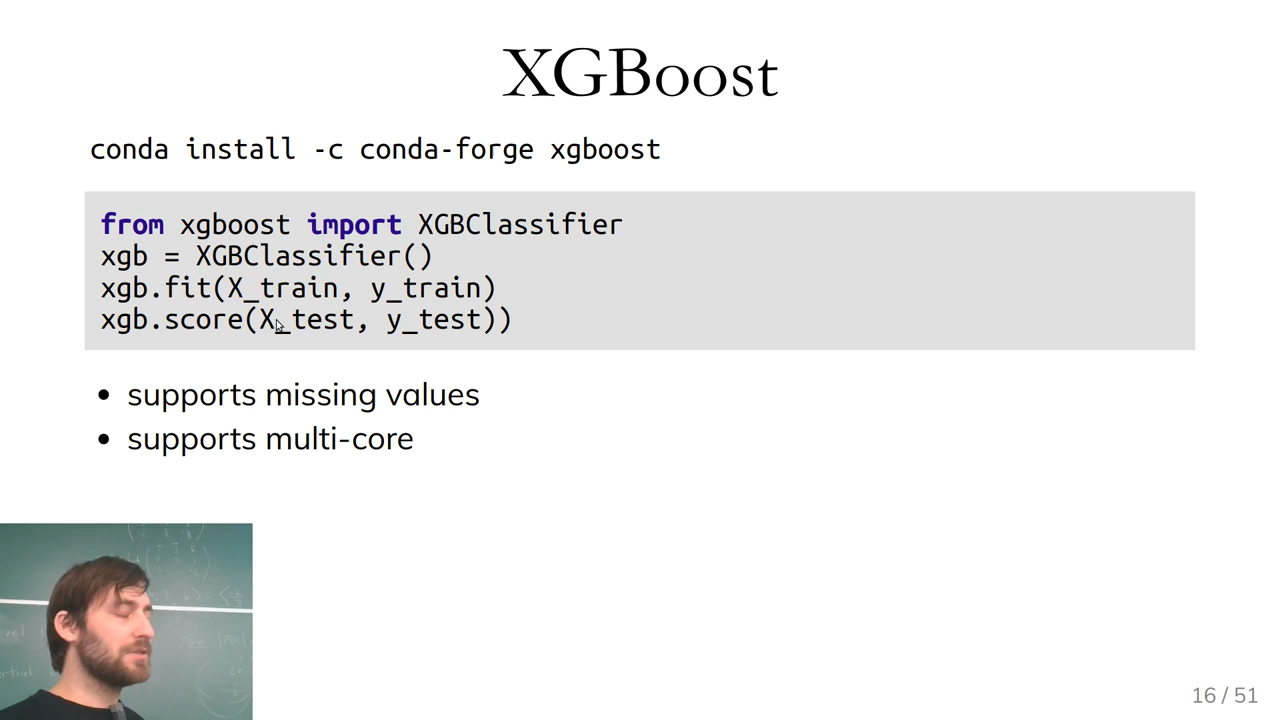 XGBoost
conda install -c conda-forge xgboost
from xgboost import XGBClassifier
xgb = XGBClassifier()
xgb.fit(X_train, y_train)
xgb.score(X_test, y_test))
• supports missing values
• supports multi-core
16 / 51